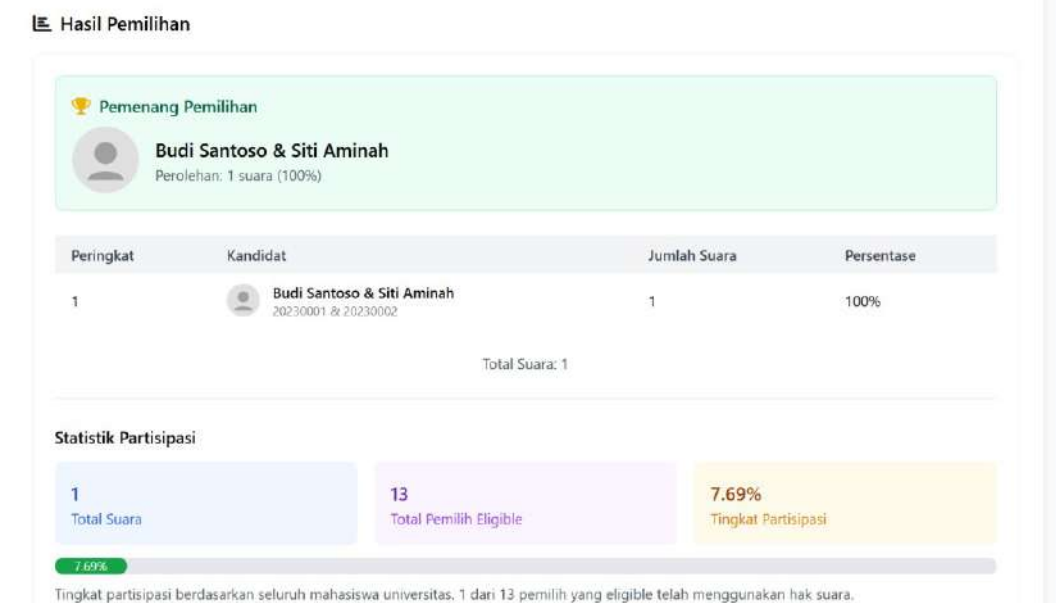 Hasil Pemilihan
Pemenang Pemilihan
Budi Santoso & Siti Aminah
Perolehan: 1 suara (100%)
Peringkat Kandidat Jumlah Suara Persentase
1 Budi Santoso & Siti Aminah 1 100%
20230001 & 20230002
Total Suara: 1
Statistik Partisipasi
1 13 7.69%
Total Suara Total Pemilih Eligible Tingkat Partisipasi
7.69%
Tingkat partisipasi berdasarkan seluruh mahasiswa universitas. 1 dari 13 pemilih yang eligible telah menggunakan hak suara.